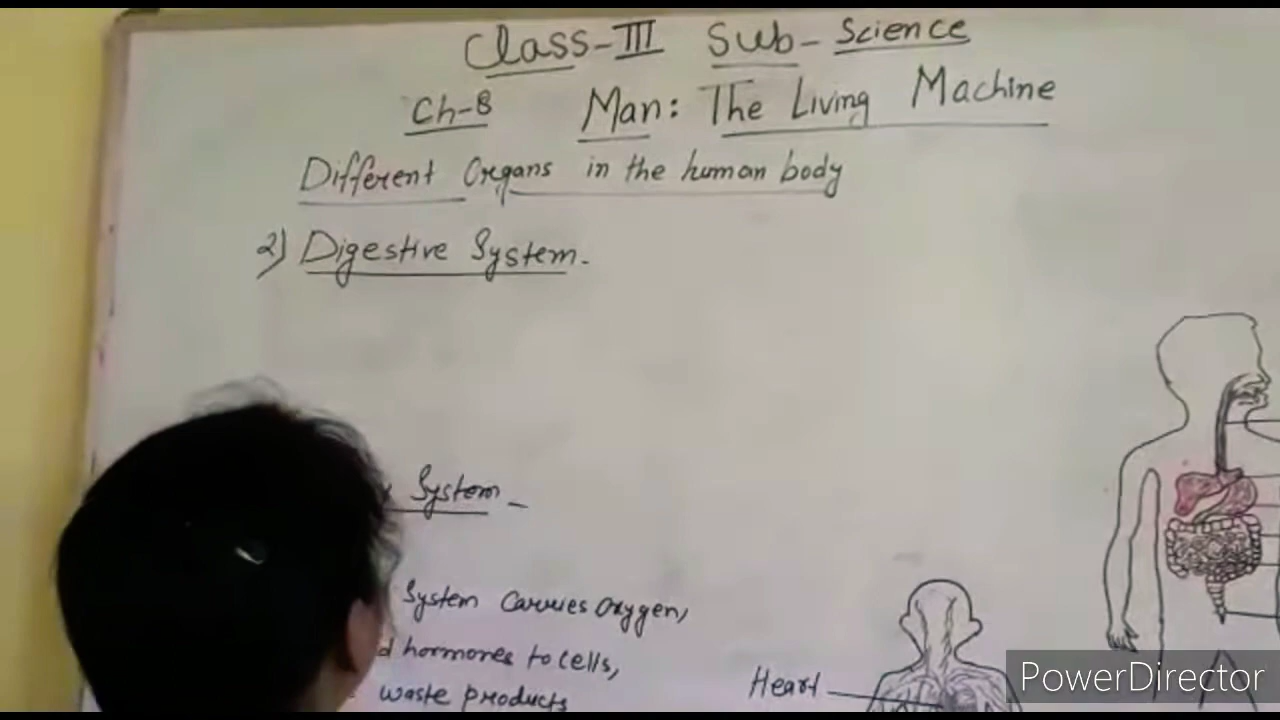 Class-III Sub- Science
Ch-8 Man: The Living Machine
Different Organs in the human body
2) Digestive System.
System -
System carries oxygen,
hormones to cells,
waste products
Heart
PowerDirector